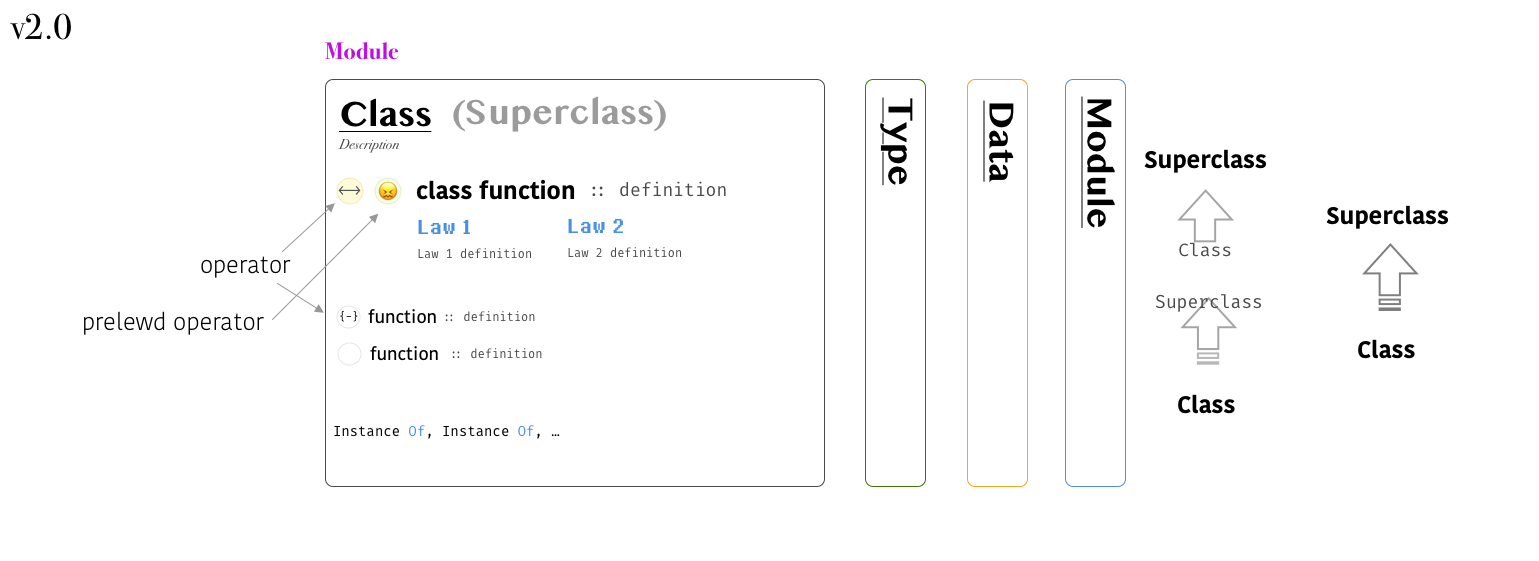 v2.0
Module
Class (Superclass)
Description
class function :: definition
Law 1 Law 2
Law 1 definition Law 2 definition
operator
prelewd operator
{-} function :: definition
function :: definition
Instance Of, Instance Of, …
Type
Data
Module
Superclass
Class
Superclass
Class
Superclass
Class